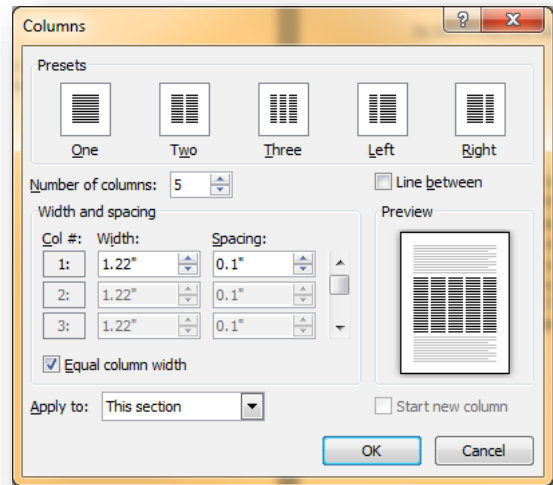 Columns
?
X
Presets
One Two Three Left Right
Number of columns: 5
Line between
Width and spacing
Preview
Col #: Width: Spacing:
1: 1.22" 0.1"
2: 1.22" 0.1"
3: 1.22" 0.1"
Equal column width
Apply to: This section
Start new column
OK Cancel